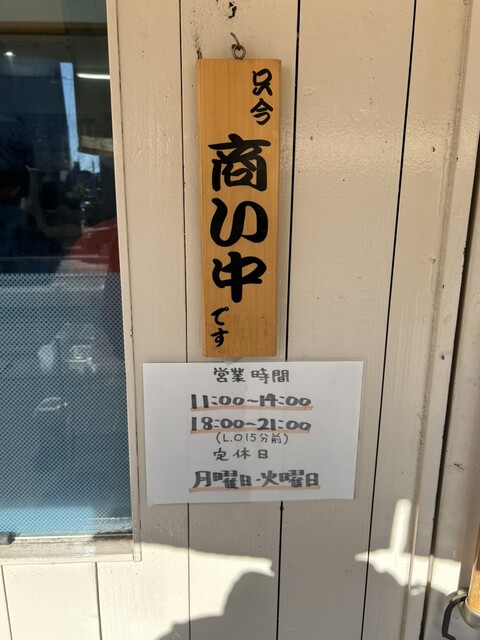 只今
商い中
です
営業時間
11:00~14:00
18:00~21:00
(L.O 15分前)
定休日
月曜日・火曜日